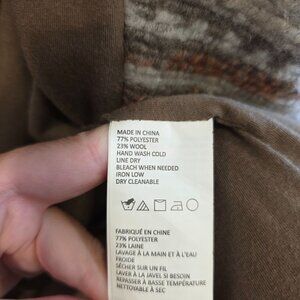 MADE IN CHINA
77% POLYESTER
23% WOOL
HAND WASH COLD
LINE DRY
BLEACH WHEN NEEDED
IRON LOW
DRY CLEANABLE
FABRIQUÉ EN CHINE
77% POLYESTER
23% LAINE
LAVAGE À LA MAIN ET À L'EAU
FROIDE
SÉCHER SUR UN FIL
LAVER À LA JAVEL SI BESOIN
REPASSER À BASSE TEMPÉRATURE
NETTOYABLE À SEC